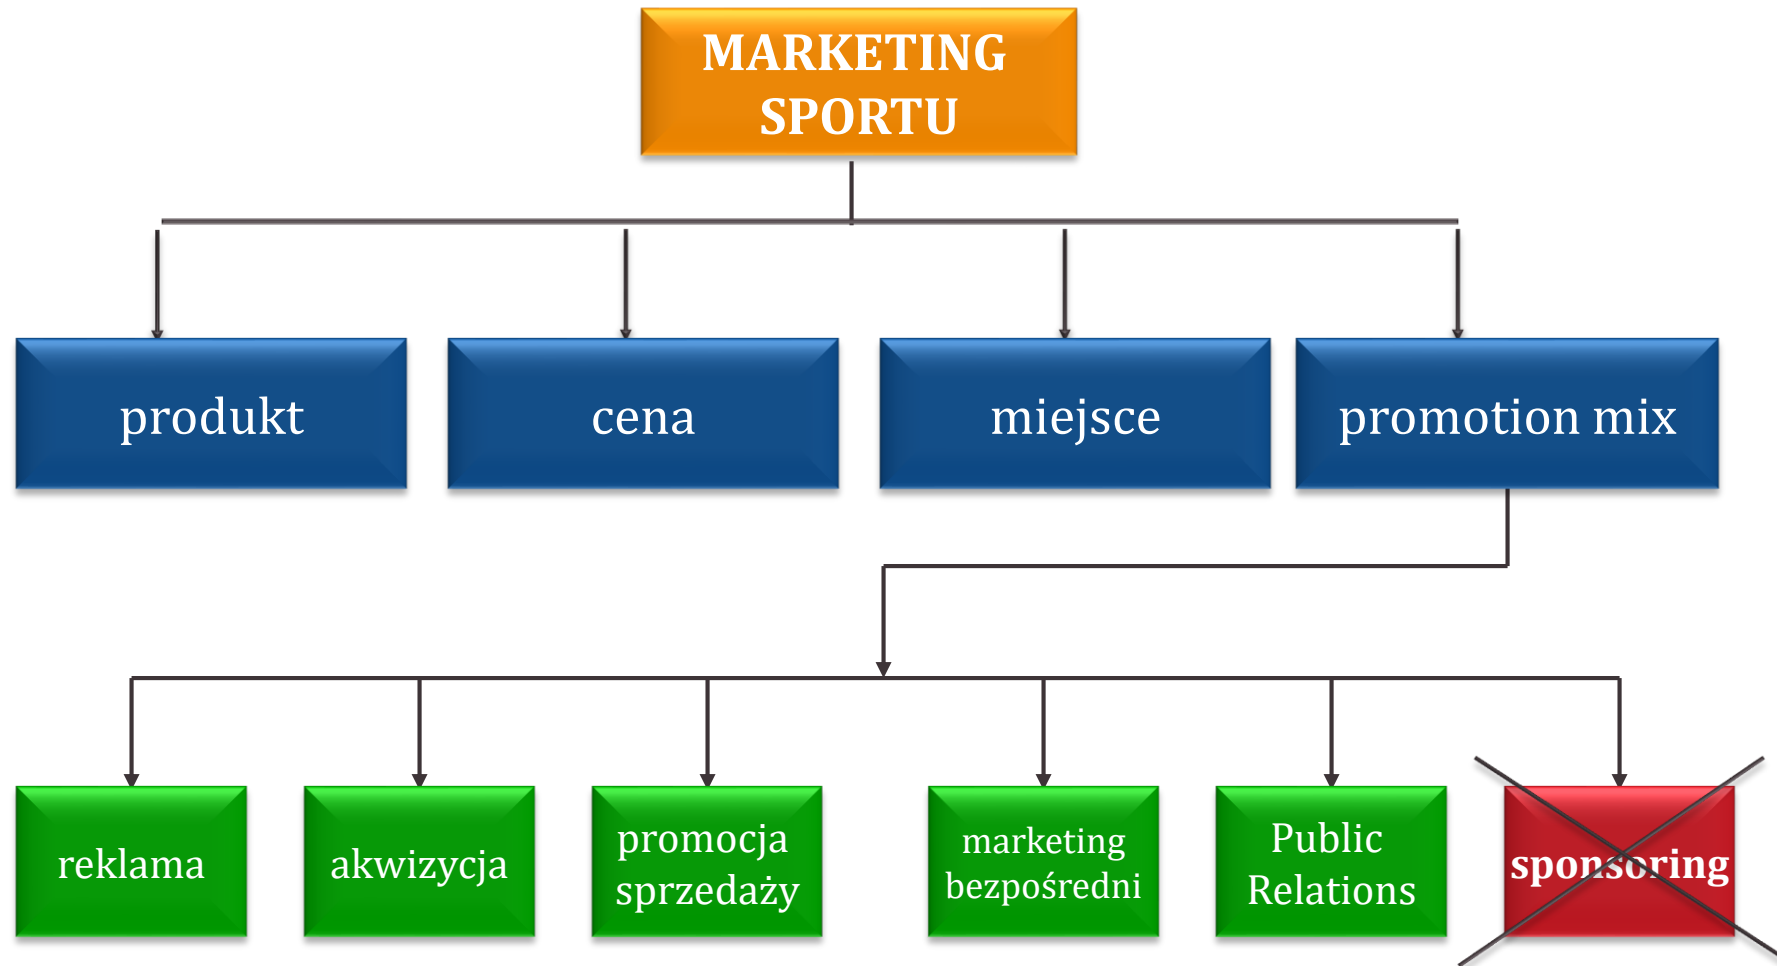 MARKETING
SPORTU
produkt
cena
miejsce
promotion mix
reklama
akwizycja
promocja
sprzedaży
marketing
bezpośredni
Public
Relations
sponsoring